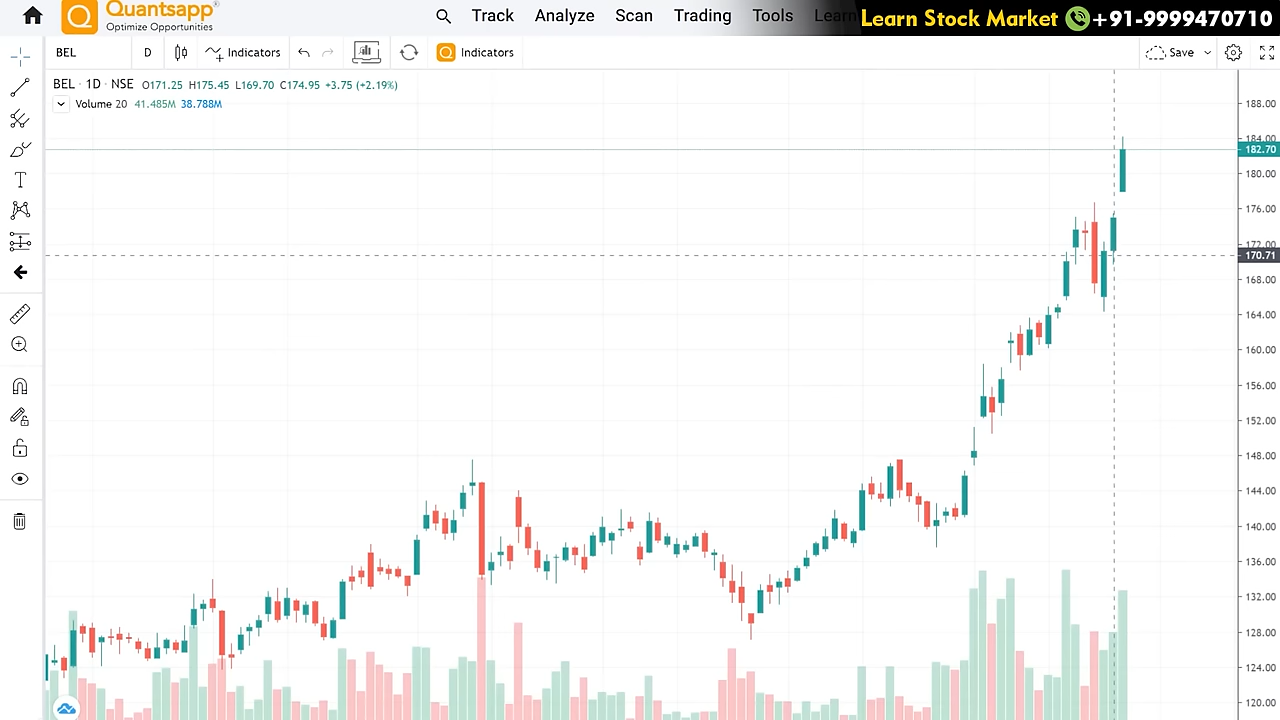 Quantsapp
Optimize Opportunities
Track Analyze Scan Trading Tools Learn
Learn Stock Market +91-9999470710
BEL D Indicators Indicators Save
BEL · 1D · NSE O171.25 H175.45 L169.70 C174.95 +3.75 (+2.19%)
Volume 20 41.485M 38.788M
188.00
184.00
182.70
180.00
176.00
172.00
170.71
168.00
164.00
160.00
156.00
152.00
148.00
144.00
140.00
136.00
132.00
128.00
124.00
120.00